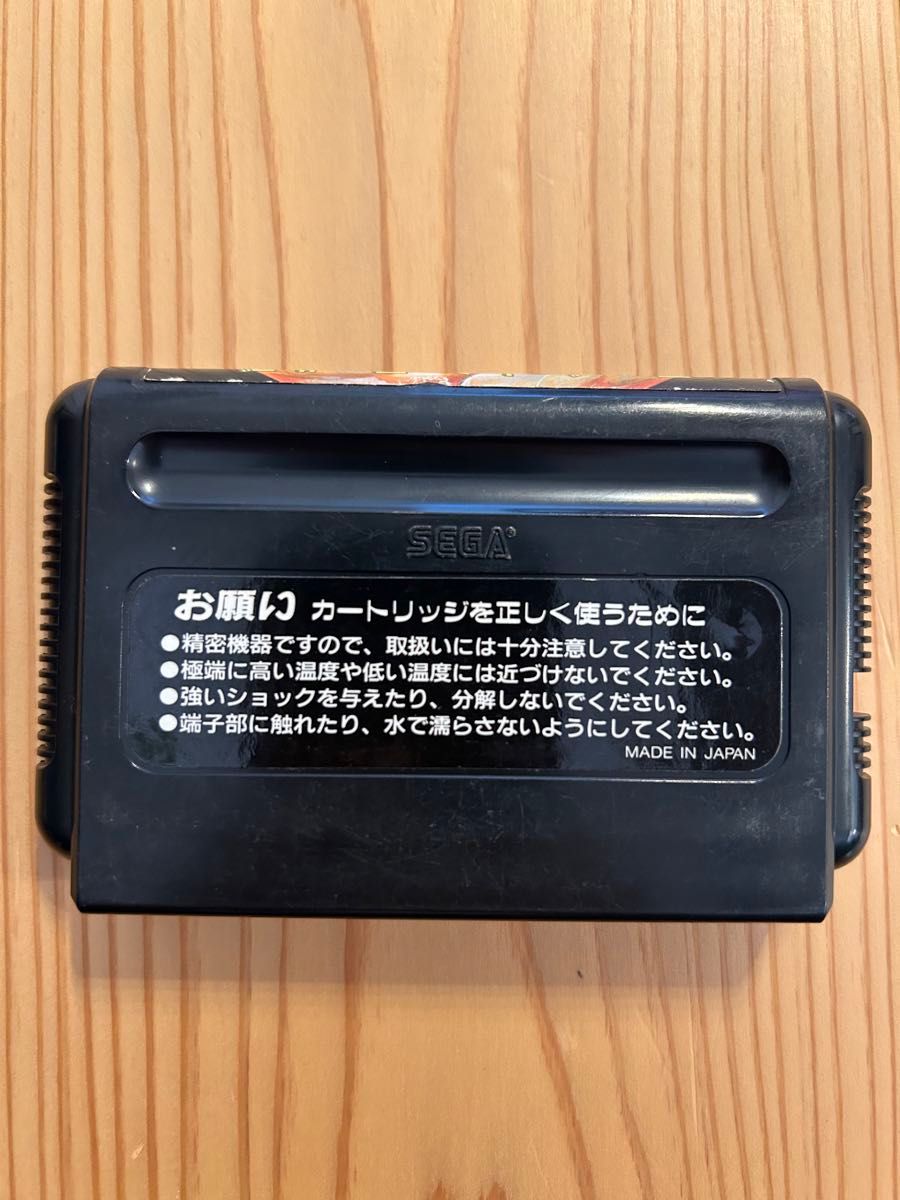 SEGA®
お願い カートリッジを正しく使うために
●精密機器ですので、取扱いには十分注意してください。
●極端に高い温度や低い温度には近づけないでください。
●強いショックを与えたり、分解しないでください。
●端子部に触れたり、水で濡らさないようにしてください。
MADE IN JAPAN